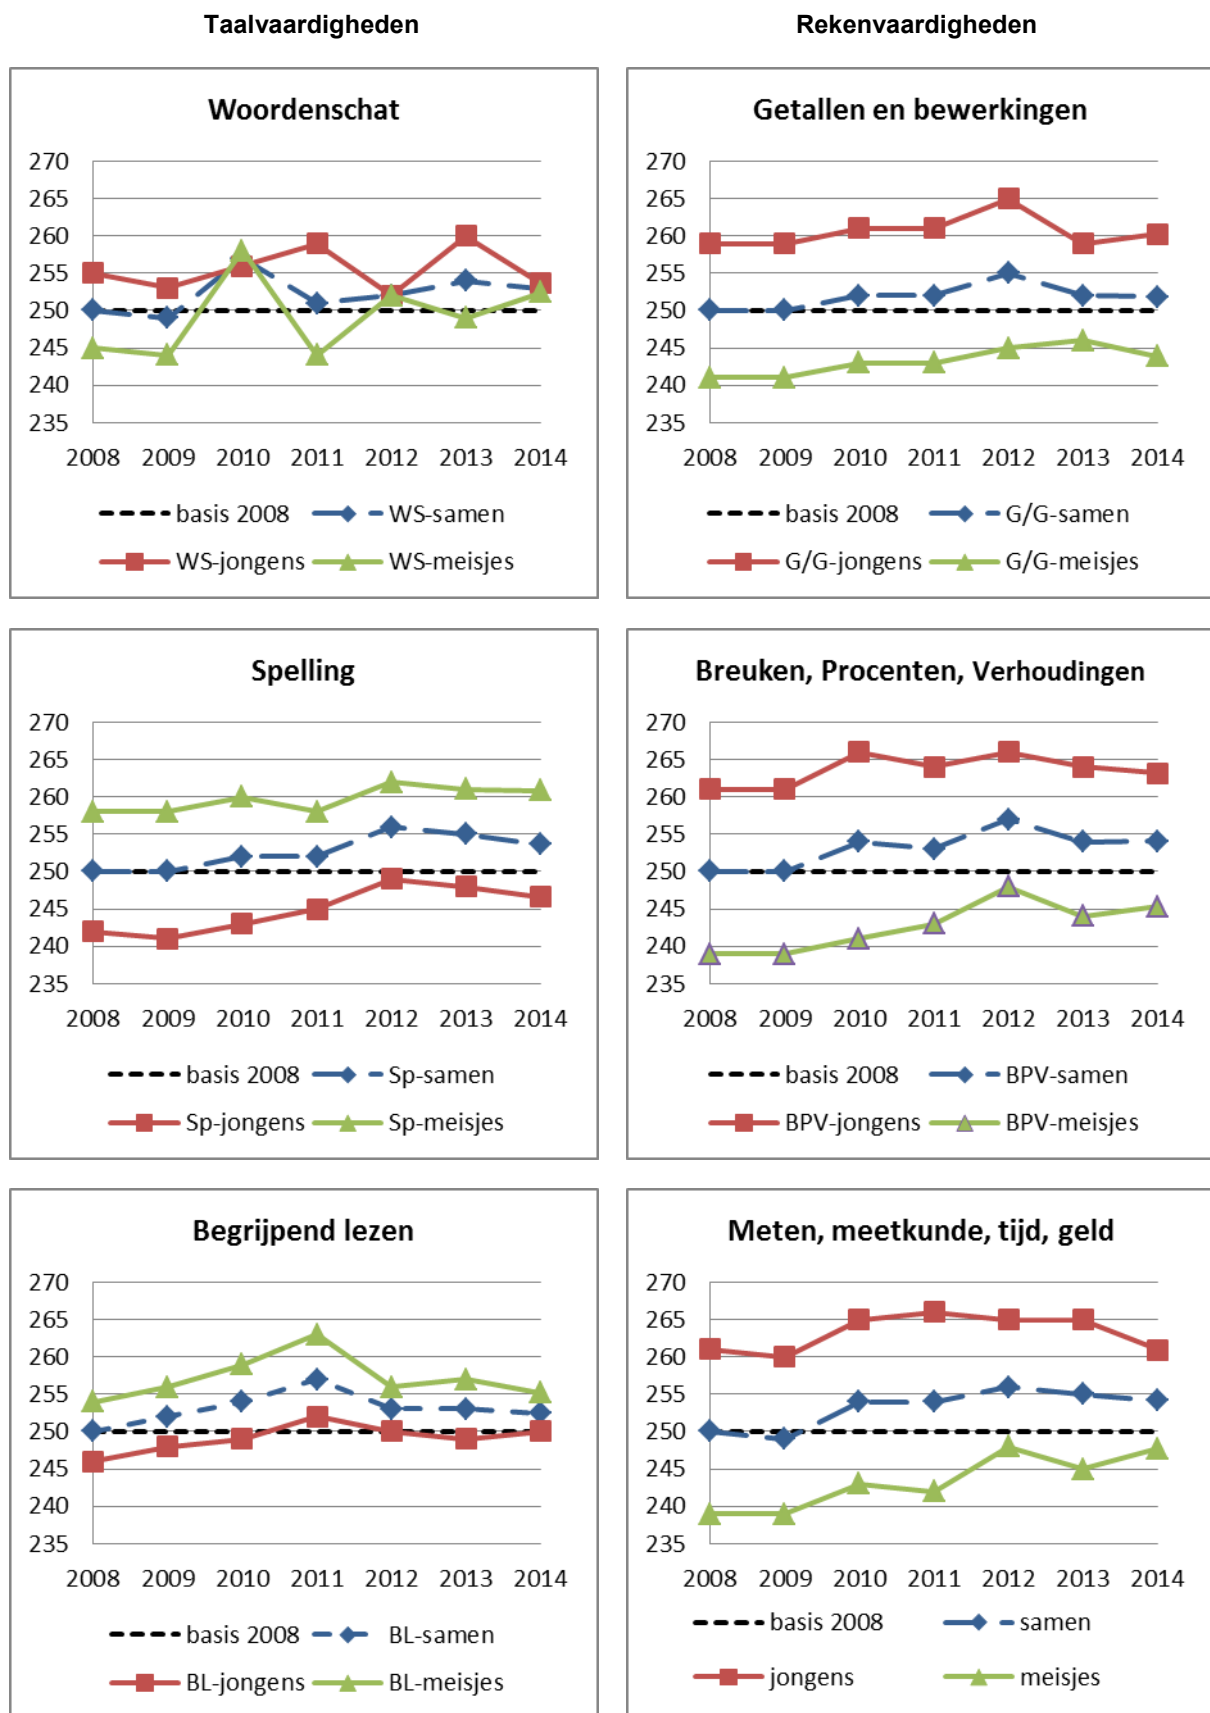 Taalvaardigheden
Rekenvaardigheden
Woordenschat
270
265
260
255
250
245
240
235
2008 2009 2010 2011 2012 2013 2014
basis 2008 WS-samen
WS-jongens WS-meisjes
Getallen en bewerkingen
270
265
260
255
250
245
240
235
2008 2009 2010 2011 2012 2013 2014
basis 2008 G/G-samen
G/G-jongens G/G-meisjes
Spelling
270
265
260
255
250
245
240
235
2008 2009 2010 2011 2012 2013 2014
basis 2008 Sp-samen
Sp-jongens Sp-meisjes
Breuken, Procenten, Verhoudingen
270
265
260
255
250
245
240
235
2008 2009 2010 2011 2012 2013 2014
basis 2008 BPV-samen
BPV-jongens BPV-meisjes
Begrijpend lezen
270
265
260
255
250
245
240
235
2008 2009 2010 2011 2012 2013 2014
basis 2008 BL-samen
BL-jongens BL-meisjes
Meten, meetkunde, tijd, geld
270
265
260
255
250
245
240
235
2008 2009 2010 2011 2012 2013 2014
basis 2008 samen
jongens meisjes